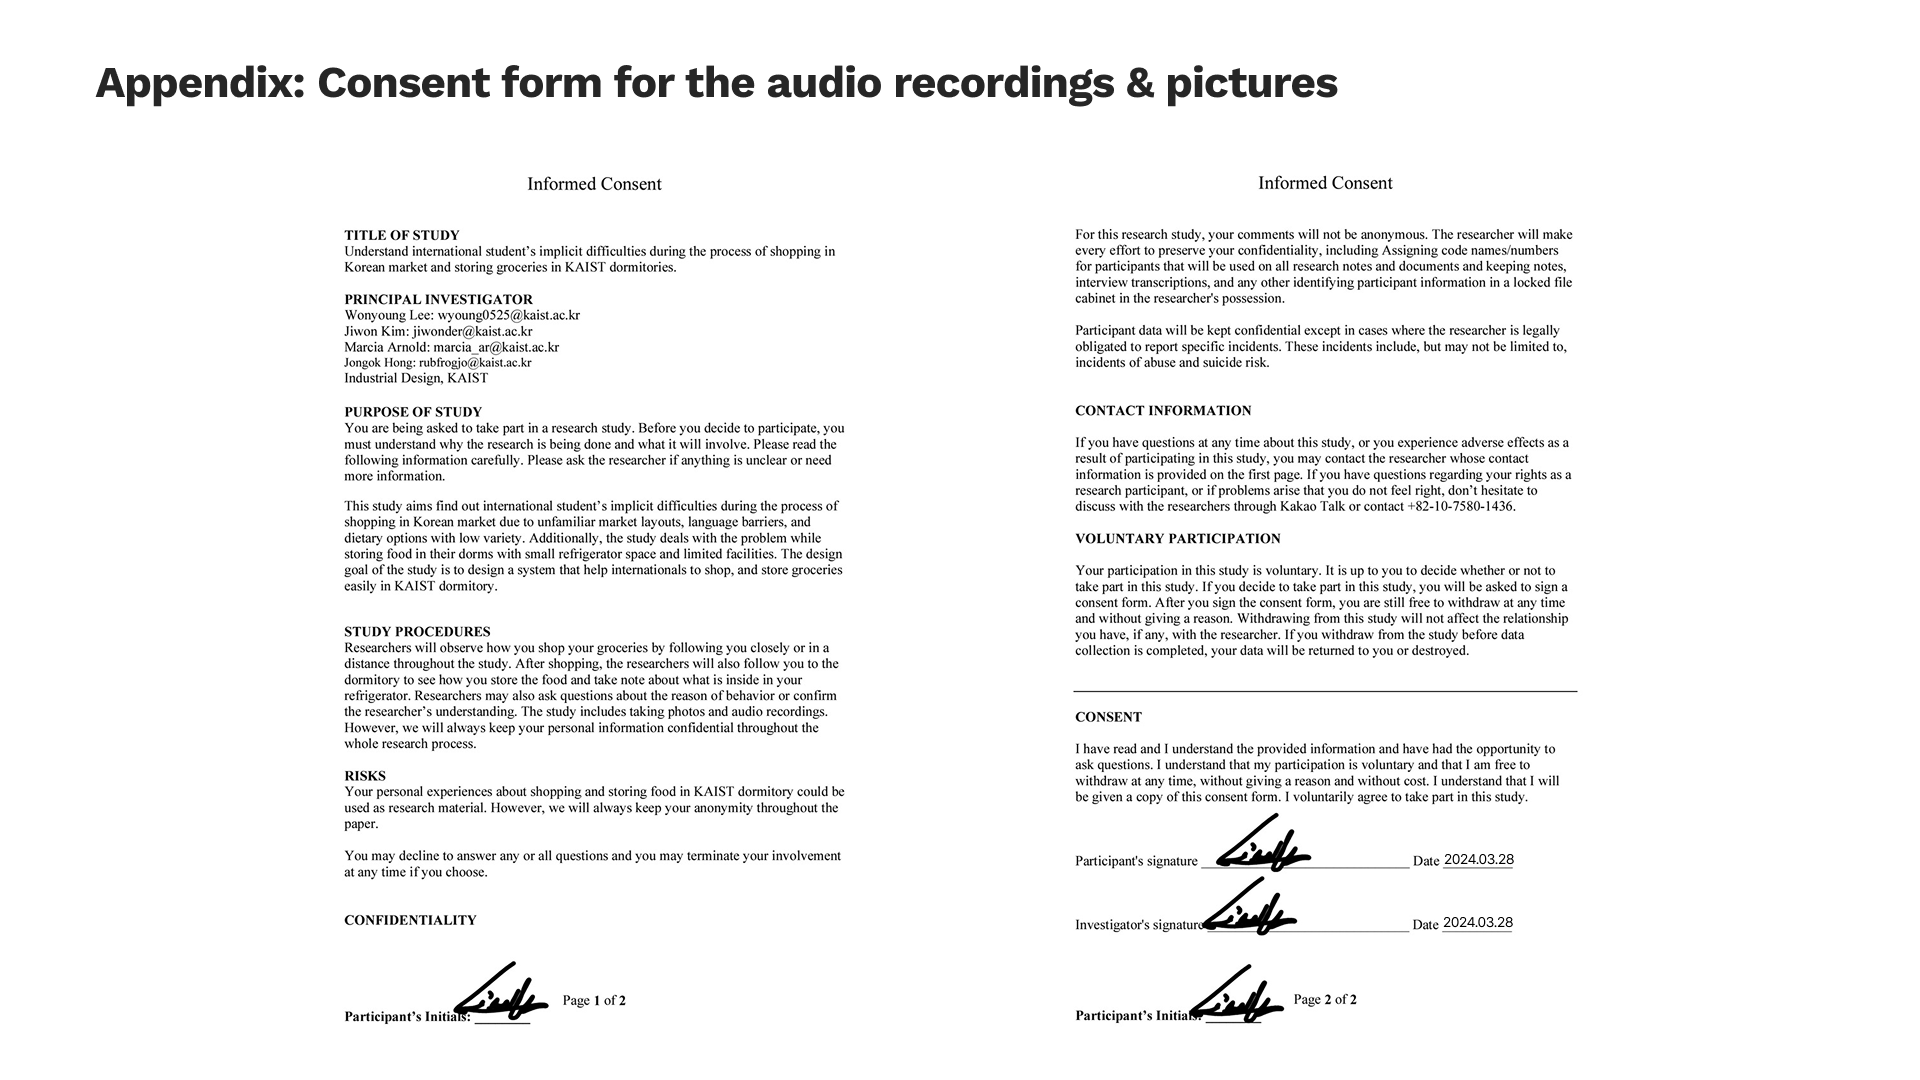 Appendix: Consent form for the audio recordings & pictures
Informed Consent
TITLE OF STUDY
Understand international student's implicit difficulties during the process of shopping in
Korean market and storing groceries in KAIST dormitories.
PRINCIPAL INVESTIGATOR
Wonyoung Lee: wyoung0525@kaist.ac.kr
Jiwon Kim: jiwonder@kaist.ac.kr
Marcia Arnold: marcia_ar@kaist.ac.kr
Jongok Hong: rubfrogjo@kaist.ac.kr
Industrial Design, KAIST
PURPOSE OF STUDY
You are being asked to take part in a research study. Before you decide to participate, you
must understand why the research is being done and what it will involve. Please read the
following information carefully. Please ask the researcher if anything is unclear or need
more information.
This study aims find out international student's implicit difficulties during the process of
shopping in Korean market due to unfamiliar market layouts, language barriers, and
dietary options with low variety. Additionally, the study deals with the problem while
storing food in their dorms with small refrigerator space and limited facilities. The design
goal of the study is to design a system that help internationals to shop, and store groceries
easily in KAIST dormitory.
STUDY PROCEDURES
Researchers will observe how you shop your groceries by following you closely or in a
distance throughout the study. After shopping, the researchers will also follow you to the
dormitory to see how you store the food and take note about what is inside in your
refrigerator. Researchers may also ask questions about the reason of behavior or confirm
the researcher's understanding. The study includes taking photos and audio recordings.
However, we will always keep your personal information confidential throughout the
whole research process.
RISKS
Your personal experiences about shopping and storing food in KAIST dormitory could be
used as research material. However, we will always keep your anonymity throughout the
paper.
You may decline to answer any or all questions and you may terminate your involvement
at any time if you choose.
CONFIDENTIALITY
Page 1 of 2
Participant's Initials:
Informed Consent
For this research study, your comments will not be anonymous. The researcher will make
every effort to preserve your confidentiality, including Assigning code names/numbers
for participants that will be used on all research notes and documents and keeping notes,
interview transcriptions, and any other identifying participant information in a locked file
cabinet in the researcher's possession.
Participant data will be kept confidential except in cases where the researcher is legally
obligated to report specific incidents. These incidents include, but may not be limited to,
incidents of abuse and suicide risk.
CONTACT INFORMATION
If you have questions at any time about this study, or you experience adverse effects as a
result of participating in this study, you may contact the researcher whose contact
information is provided on the first page. If you have questions regarding your rights as a
research participant, or if problems arise that you do not feel right, don't hesitate to
discuss with the researchers through Kakao Talk or contact +82-10-7580-1436.
VOLUNTARY PARTICIPATION
Your participation in this study is voluntary. It is up to you to decide whether or not to
take part in this study. If you decide to take part in this study, you will be asked to sign a
consent form. After you sign the consent form, you are still free to withdraw at any time
and without giving a reason. Withdrawing from this study will not affect the relationship
you have, if any, with the researcher. If you withdraw from the study before data
collection is completed, your data will be returned to you or destroyed.
CONSENT
I have read and I understand the provided information and have had the opportunity to
ask questions. I understand that my participation is voluntary and that I am free to
withdraw at any time, without giving a reason and without cost. I understand that I will
be given a copy of this consent form. I voluntarily agree to take part in this study.
Participant's signature Date 2024.03.28
Investigator's signature Date 2024.03.28
Page 2 of 2
Participant's Initials: